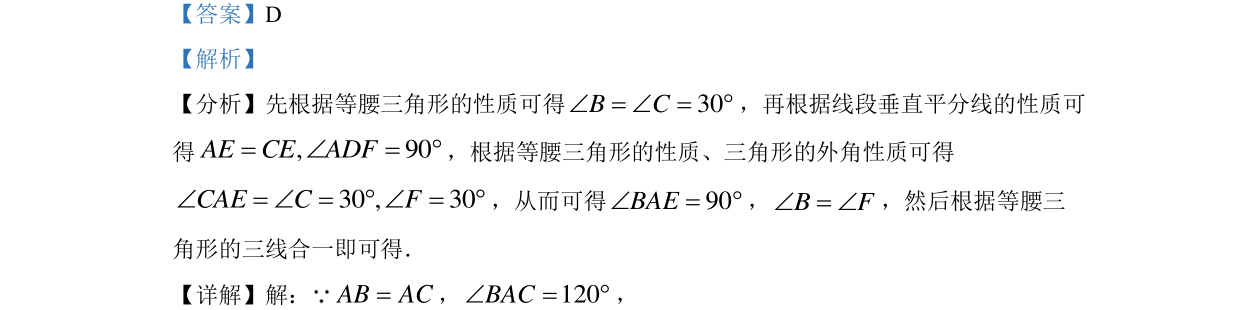 【答案】D
【解析】
【分析】先根据等腰三角形的性质可得∠B=∠C=30°，再根据线段垂直平分线的性质可
得AE=CE,∠ADF=90°，根据等腰三角形的性质、三角形的外角性质可得
∠CAE=∠C=30°,∠F=30°，从而可得∠BAE=90°，∠B=∠F，然后根据等腰三
角形的三线合一即可得．
【详解】解：∵AB=AC，∠BAC=120°，